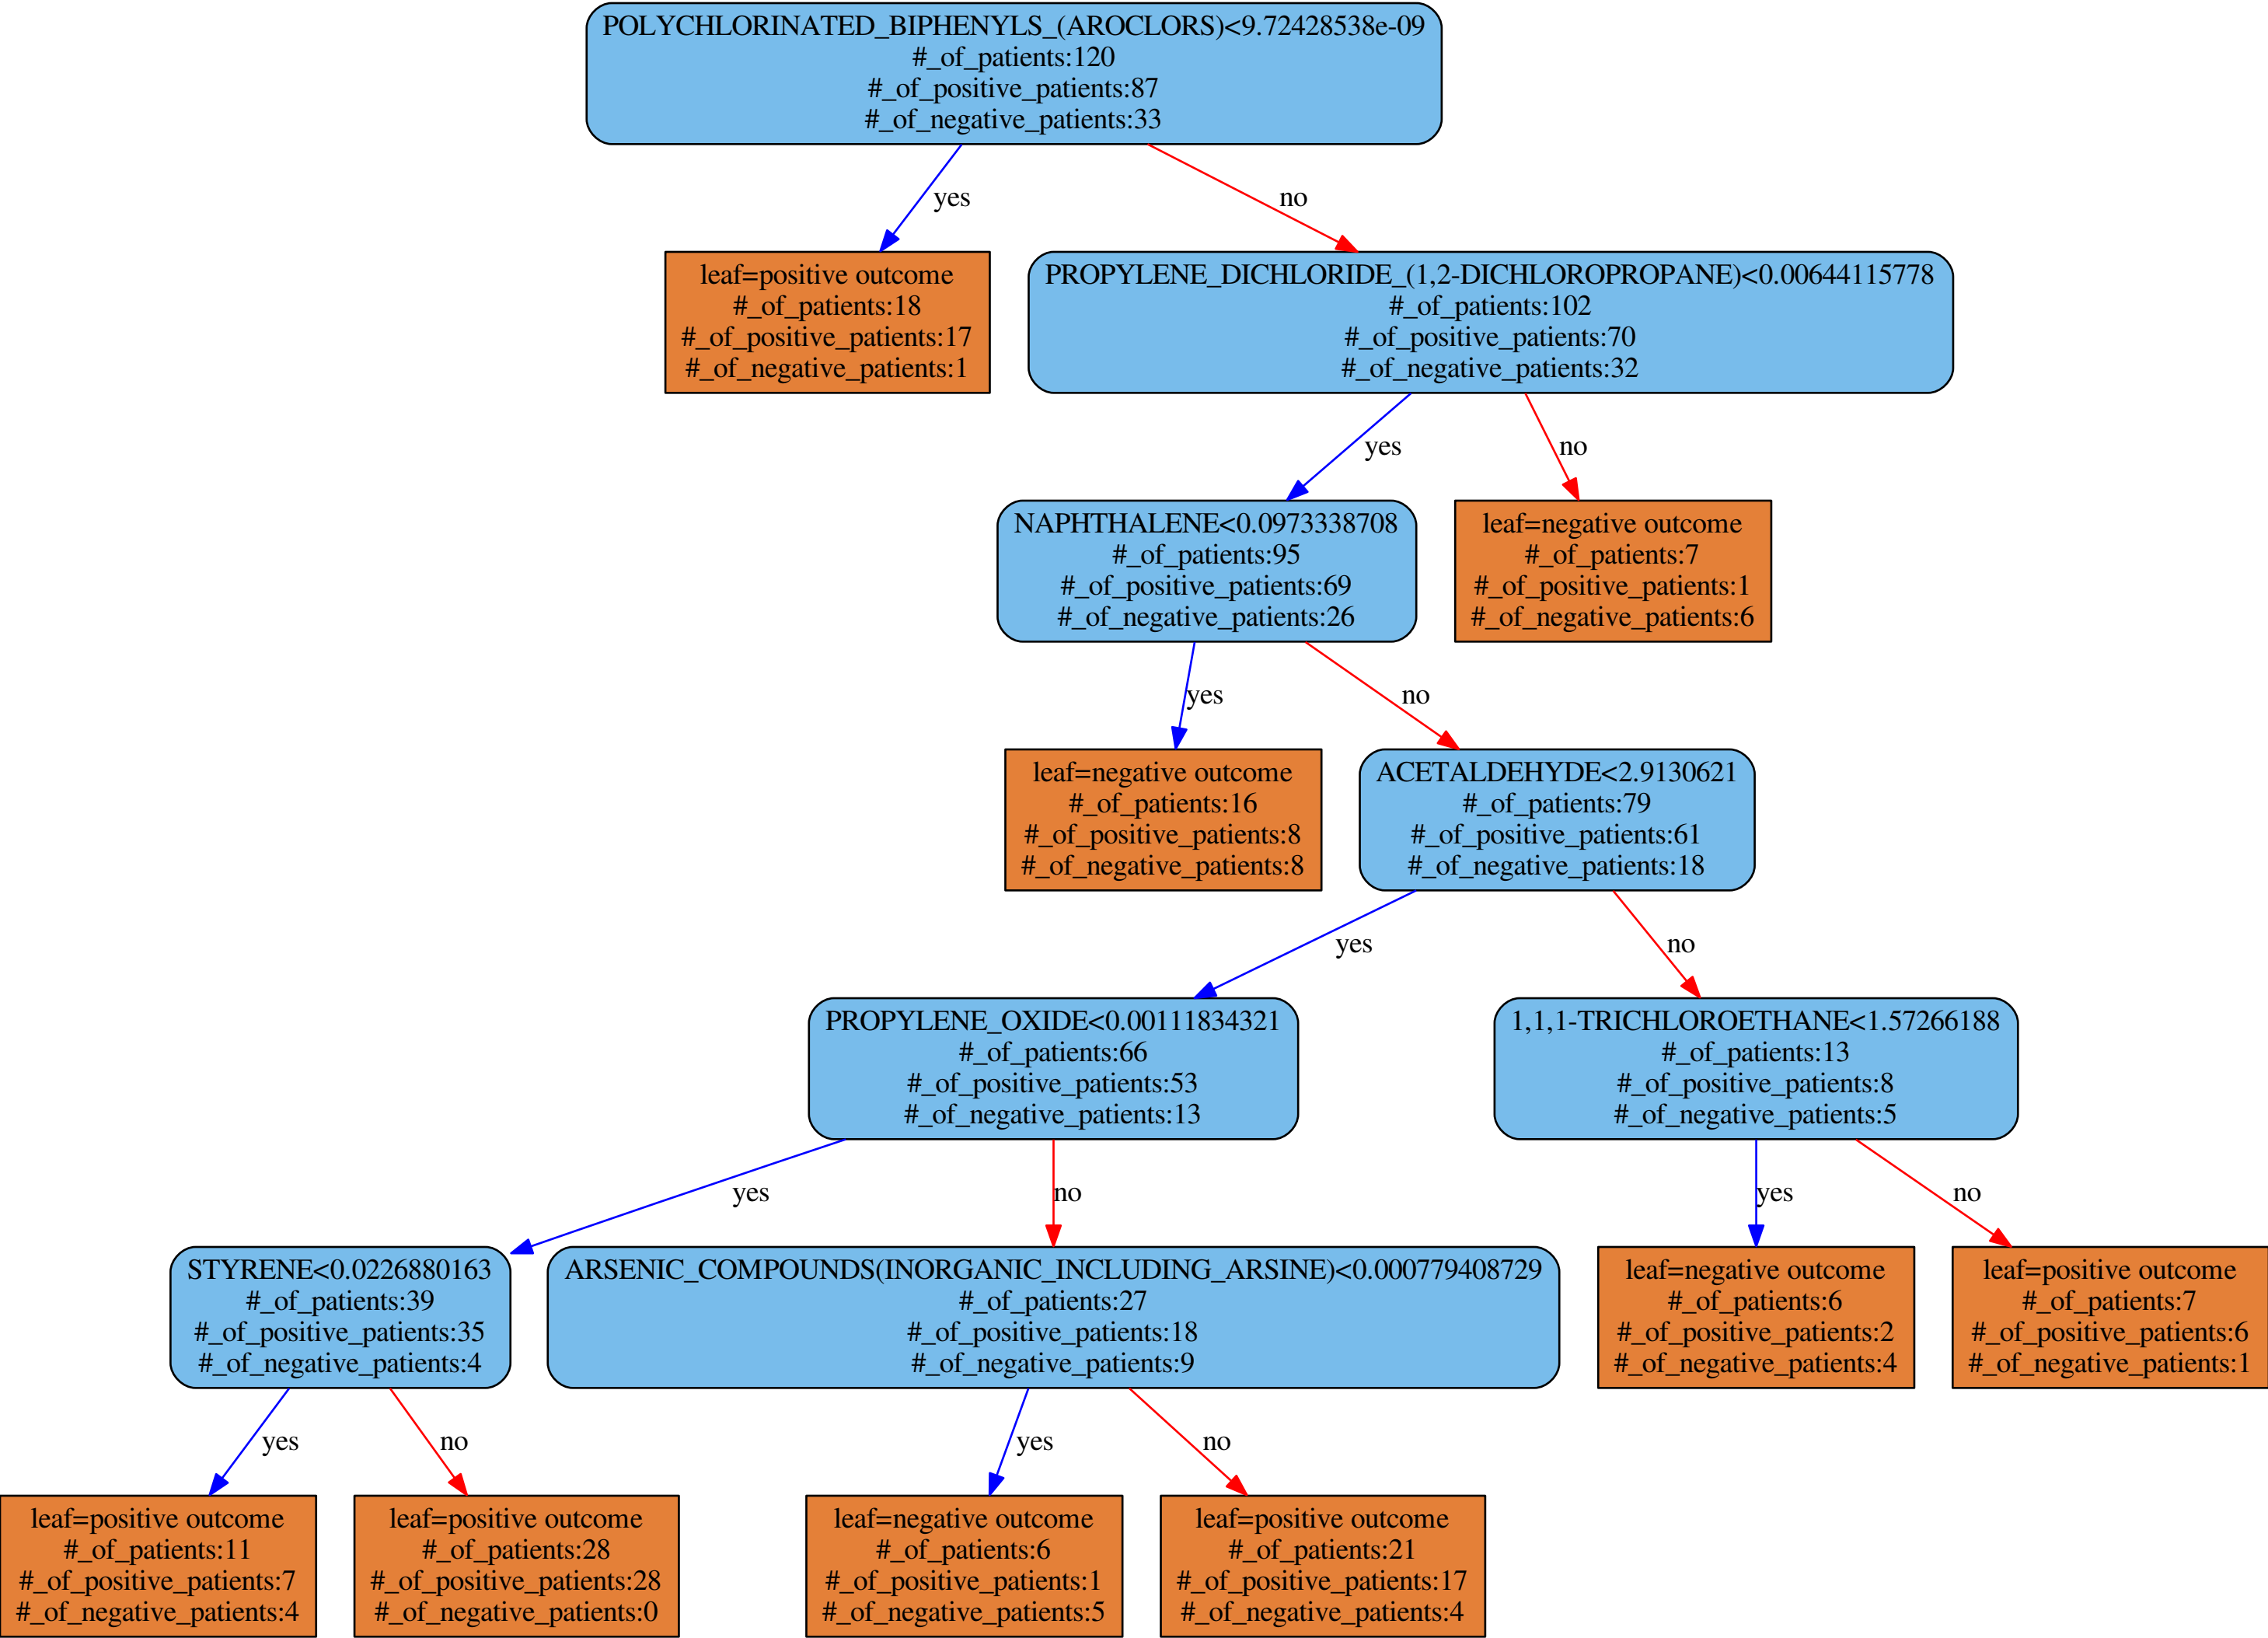 POLYCHLORINATED_BIPHENYLS_(AROCLORS)<9.72428538e-09
#_of_patients:120
#_of_positive_patients:87
#_of_negative_patients:33
yes
no
leaf=positive outcome
#_of_patients:18
#_of_positive_patients:17
#_of_negative_patients:1
PROPYLENE_DICHLORIDE_(1,2-DICHLOROPROPANE)<0.00644115778
#_of_patients:102
#_of_positive_patients:70
#_of_negative_patients:32
yes
no
NAPHTHALENE<0.0973338708
#_of_patients:95
#_of_positive_patients:69
#_of_negative_patients:26
leaf=negative outcome
#_of_patients:7
#_of_positive_patients:1
#_of_negative_patients:6
yes
no
leaf=negative outcome
#_of_patients:16
#_of_positive_patients:8
#_of_negative_patients:8
ACETALDEHYDE<2.9130621
#_of_patients:79
#_of_positive_patients:61
#_of_negative_patients:18
yes
no
PROPYLENE_OXIDE<0.00111834321
#_of_patients:66
#_of_positive_patients:53
#_of_negative_patients:13
1,1,1-TRICHLOROETHANE<1.57266188
#_of_patients:13
#_of_positive_patients:8
#_of_negative_patients:5
yes
no
yes
no
STYRENE<0.0226880163
#_of_patients:39
#_of_positive_patients:35
#_of_negative_patients:4
ARSENIC_COMPOUNDS(INORGANIC_INCLUDING_ARSINE)<0.000779408729
#_of_patients:27
#_of_positive_patients:18
#_of_negative_patients:9
leaf=negative outcome
#_of_patients:6
#_of_positive_patients:2
#_of_negative_patients:4
leaf=positive outcome
#_of_patients:7
#_of_positive_patients:6
#_of_negative_patients:1
yes
no
yes
no
leaf=positive outcome
#_of_patients:11
#_of_positive_patients:7
#_of_negative_patients:4
leaf=positive outcome
#_of_patients:28
#_of_positive_patients:28
#_of_negative_patients:0
leaf=negative outcome
#_of_patients:6
#_of_positive_patients:1
#_of_negative_patients:5
leaf=positive outcome
#_of_patients:21
#_of_positive_patients:17
#_of_negative_patients:4